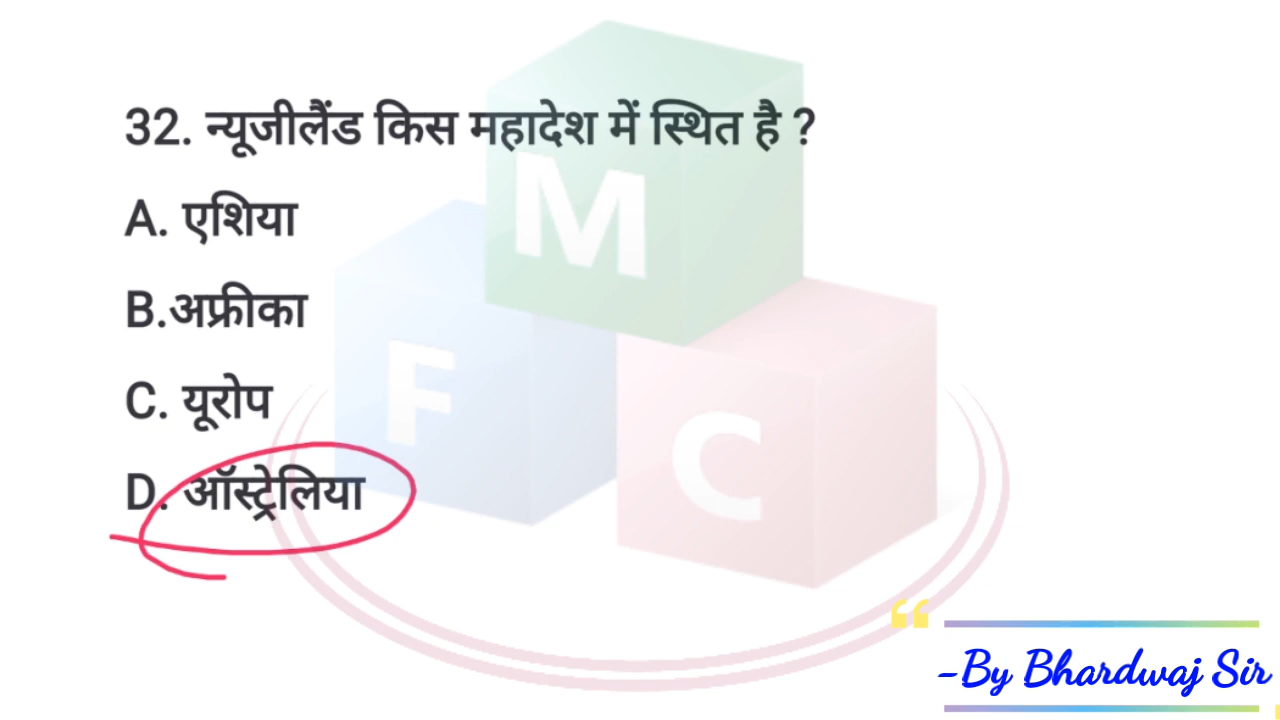 32. न्यूजीलैंड किस महादेश में स्थित है ?
A. एशिया
B.अफ्रीका
C. यूरोप
D. ऑस्ट्रेलिया
M
F
C
“
-By Bhardwaj Sir